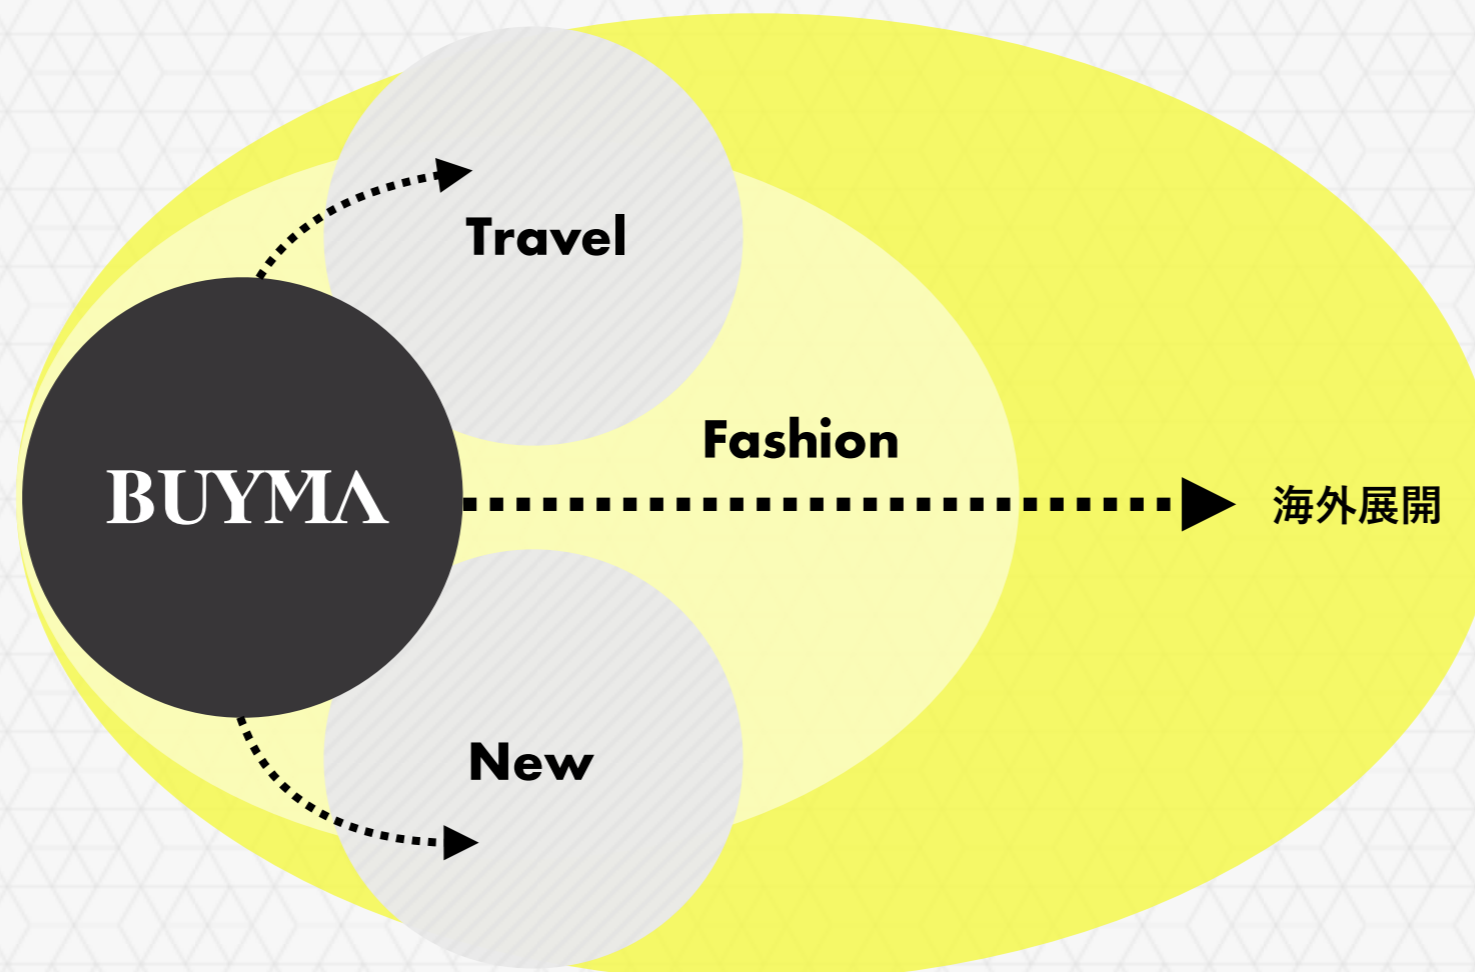 Travel
Fashion
BUYMA
海外展開
New